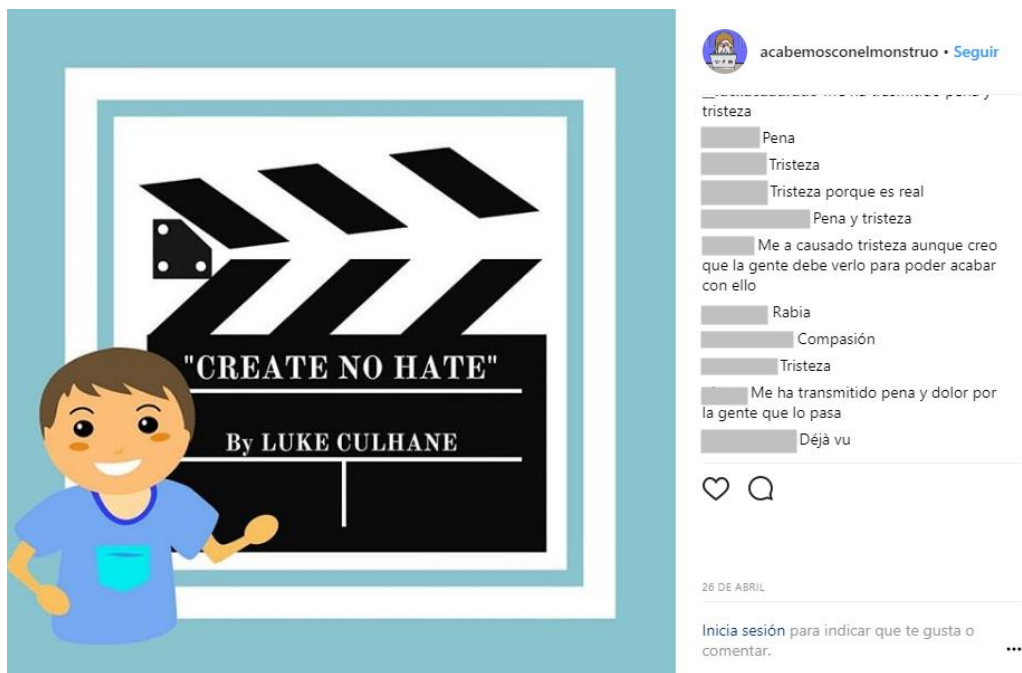 "CREATE NO HATE"
By LUKE CULHANE
acabemosconelmonstruo • Seguir
tristeza
Pena
Tristeza
Tristeza porque es real
Pena y tristeza
Me a causado tristeza aunque creo
que la gente debe verlo para poder acabar
con ello
Rabia
Compasión
Tristeza
Me ha transmitido pena y dolor por
la gente que lo pasa
Déjà vu
26 DE ABRIL
Inicia sesión para indicar que te gusta o
comentar.